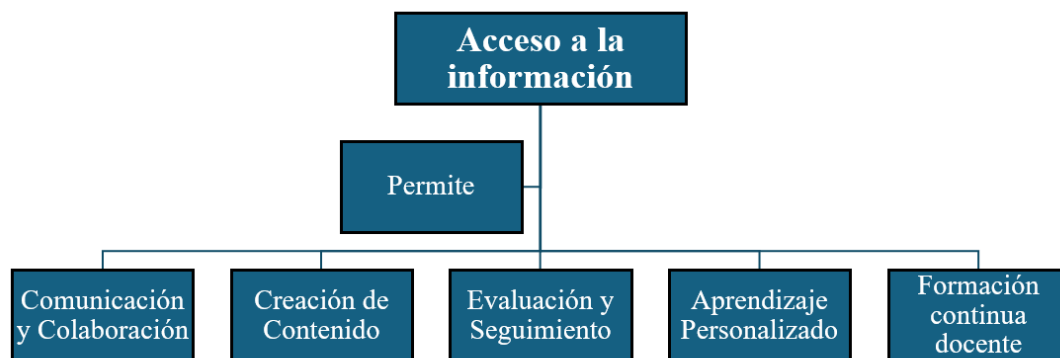 Acceso a la
información
Permite
Comunicación
y Colaboración
Creación de
Contenido
Evaluación y
Seguimiento
Aprendizaje
Personalizado
Formación
continua
docente